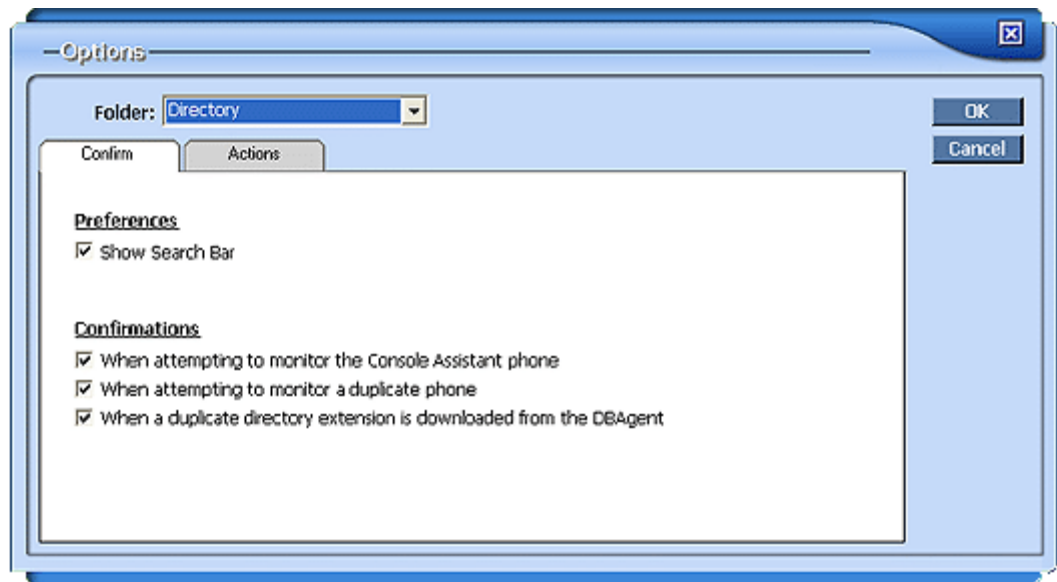 Options
Folder: Directory
OK
Cancel
Confirm Actions
Preferences
Show Search Bar
Confirmations
When attempting to monitor the Console Assistant phone
When attempting to monitor a duplicate phone
When a duplicate directory extension is downloaded from the DBAgent